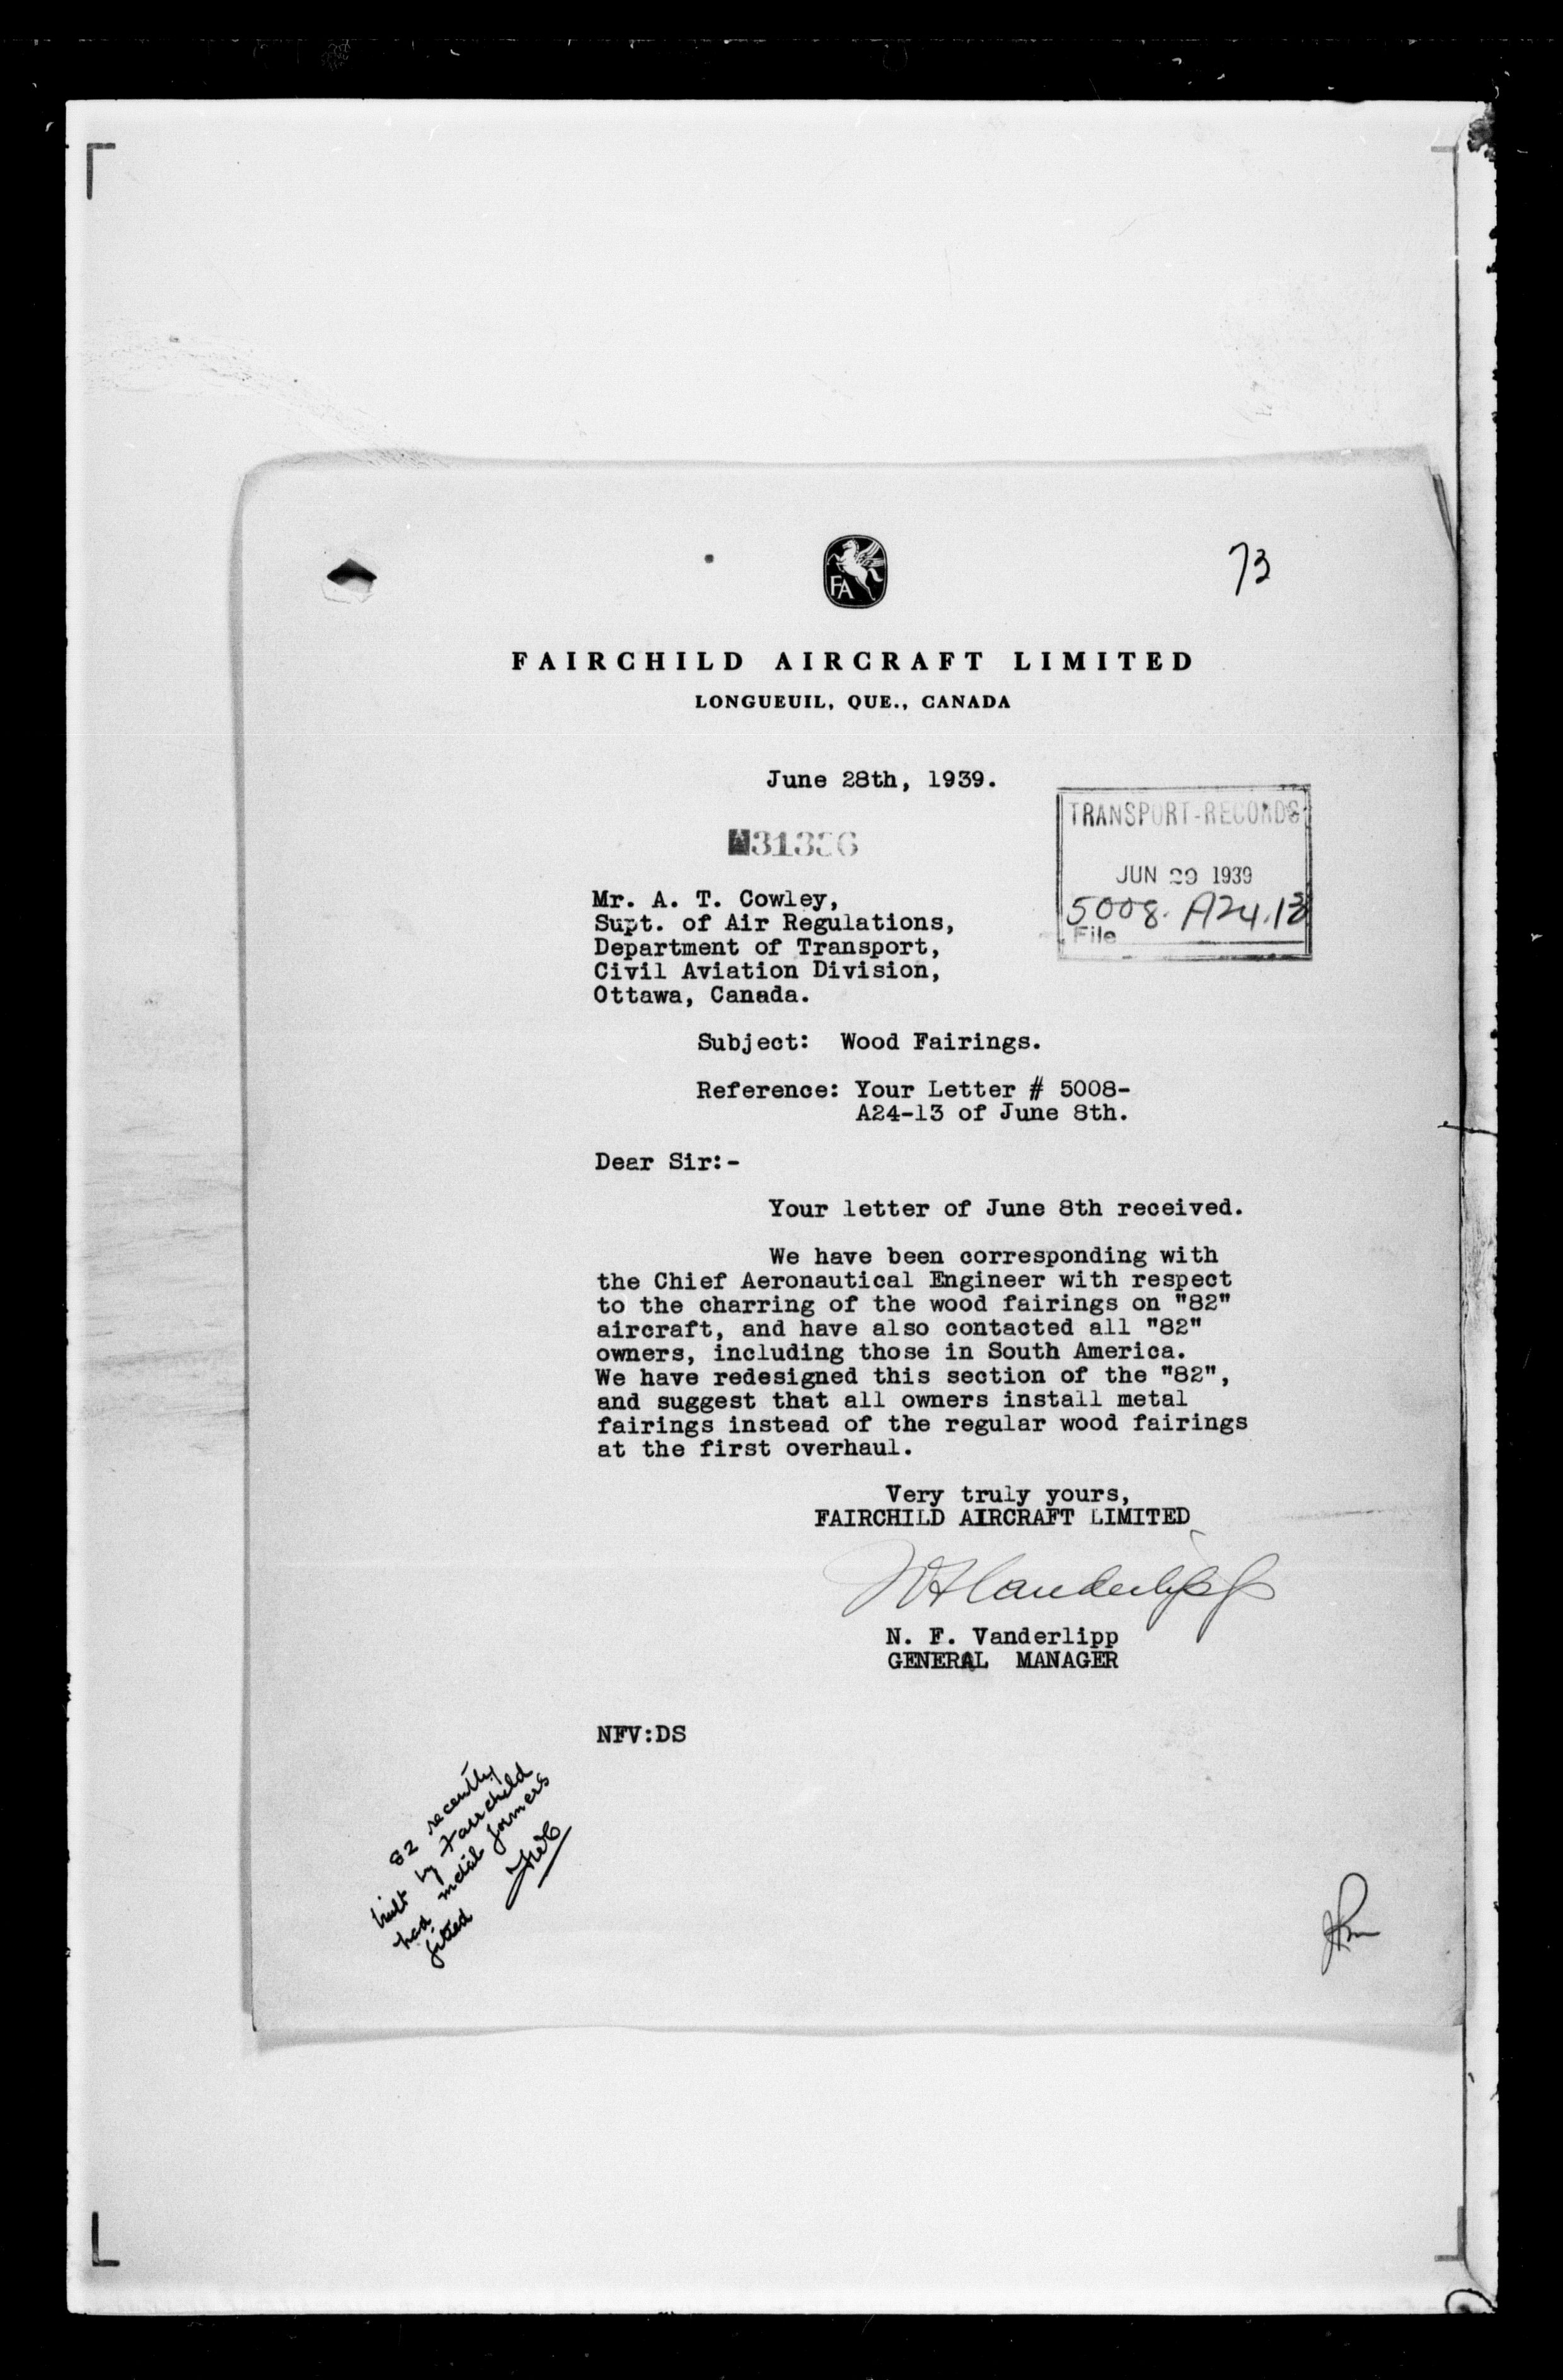 73
FA
FAIRCHILD AIRCRAFT LIMITED
LONGUEUIL, QUE., CANADA
June 28th, 1939.
TRANSPORT-RECORDS
JUN 29 1939
5008. A24.13
File
Mr. A. T. Cowley,
Supt. of Air Regulations,
Department of Transport,
Civil Aviation Division,
Ottawa, Canada.
Subject: Wood Fairings.
Reference: Your Letter # 5008-
A24-13 of June 8th.
Dear Sir:-
Your letter of June 8th received.
We have been corresponding with
the Chief Aeronautical Engineer with respect
to the charring of the wood fairings on "82"
aircraft, and have also contacted all "82"
owners, including those in South America.
We have redesigned this section of the "82",
and suggest that all owners install metal
fairings instead of the regular wood fairings
at the first overhaul.
Very truly yours,
FAIRCHILD AIRCRAFT LIMITED
NFVanderlipp
N. F. Vanderlipp
GENERAL MANAGER
NFV:DS
82 recently
built by Fairchild
had metal formers
fitted